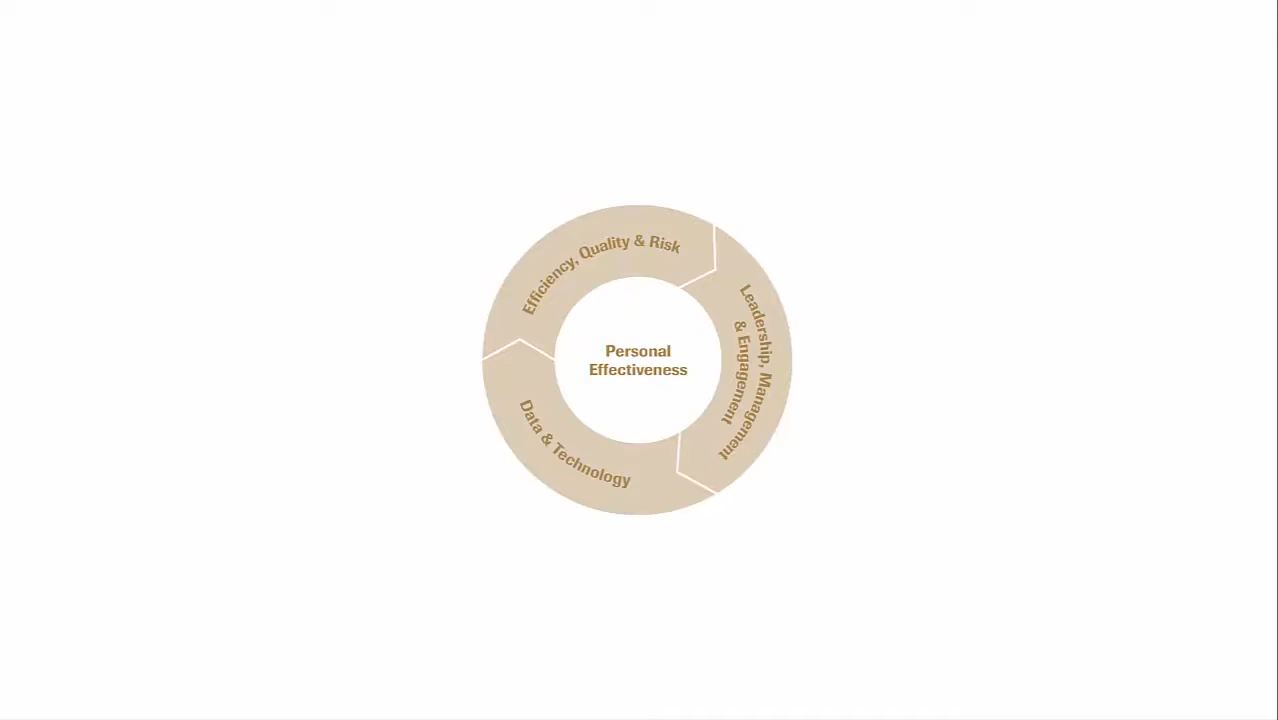 Efficiency, Quality & Risk
Leadership, Management
& Engagement
Personal
Effectiveness
Data & Technology